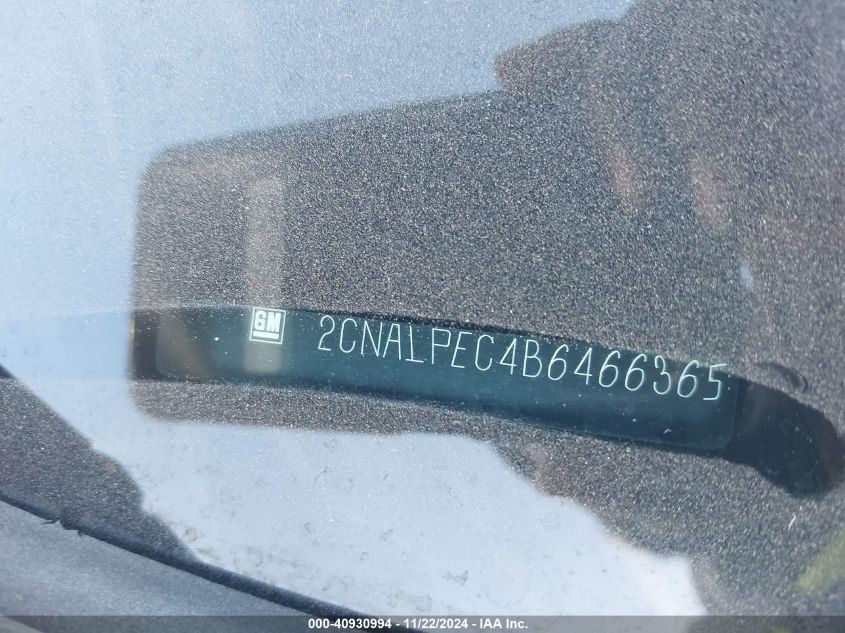 GM 2CNALPEC4B6466365
000-40930994 - 11/22/2024 - IAA Inc.